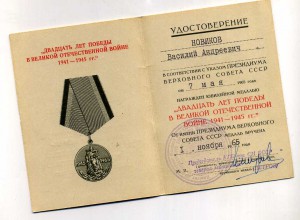 „ДВАДЦАТЬ ЛЕТ ПОБЕДЫ
В ВЕЛИКОЙ ОТЕЧЕСТВЕННОЙ ВОЙНЕ
1941—1945 гг.“
УДОСТОВЕРЕНИЕ
НОВИКОВ
Василий Андреевич
В СООТВЕТСТВИИ С УКАЗОМ ПРЕЗИДИУМА
ВЕРХОВНОГО СОВЕТА СССР
от 7 мая 1965 года
НАГРАЖДЕН ЮБИЛЕЙНОЙ МЕДАЛЬЮ
„ДВАДЦАТЬ ЛЕТ ПОБЕДЫ
В ВЕЛИКОЙ ОТЕЧЕСТВЕННОЙ
ВОЙНЕ 1941—1945 гг.“
ОТ ИМЕНИ ПРЕЗИДИУМА ВЕРХОВНОГО
СОВЕТА СССР МЕДАЛЬ ВРУЧЕНА
1 ноября 65
М. П.